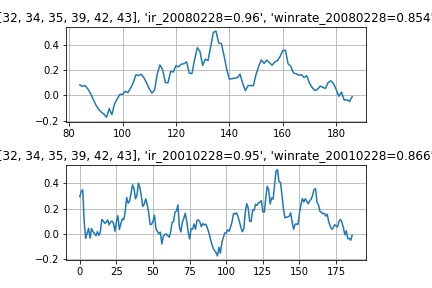 [32, 34, 35, 39, 42, 43], 'ir_20080228=0.96', 'winrate_20080228=0.854'
0.4
0.2
0.0
−0.2
80 100 120 140 160 180
[32, 34, 35, 39, 42, 43], 'ir_20010228=0.95', 'winrate_20010228=0.866'
0.4
0.2
0.0
−0.2
0 25 50 75 100 125 150 175